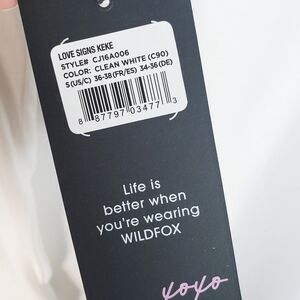 LOVE SIGNS KEKE
STYLE# CJ16A006
COLOR: CLEAN WHITE (C90)
S(US/C) 36-38(FR/ES) 34-36(DE)
8 87797 03477 3
Life is
better when
you're wearing
WILDFOX
xoxo